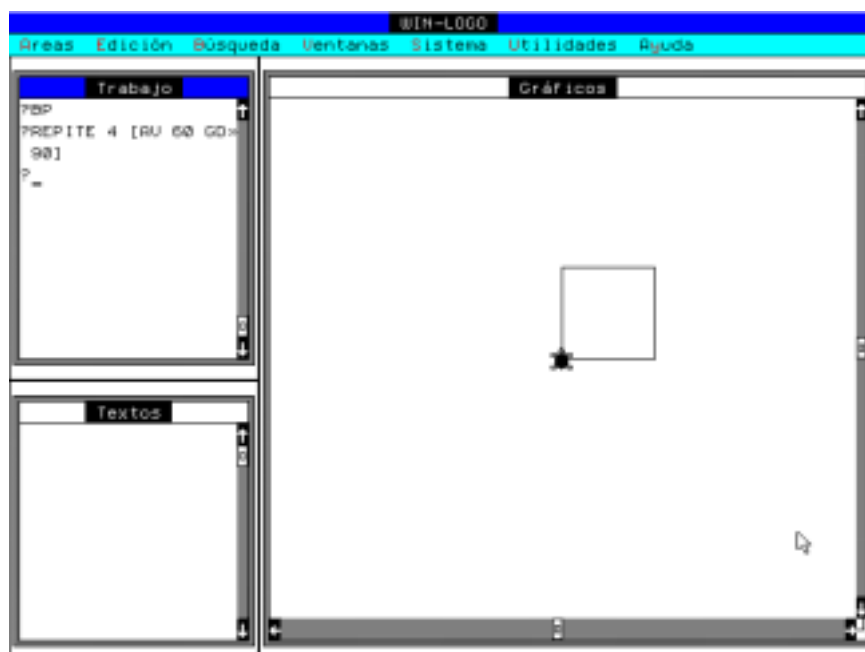 WIN-LOGO
Areas Edición Búsqueda Ventanas Sistema Utilidades Ayuda
Trabajo
?BP
?REPITE 4 [AV 60 GD»
90]
?_
Gráficos
Textos